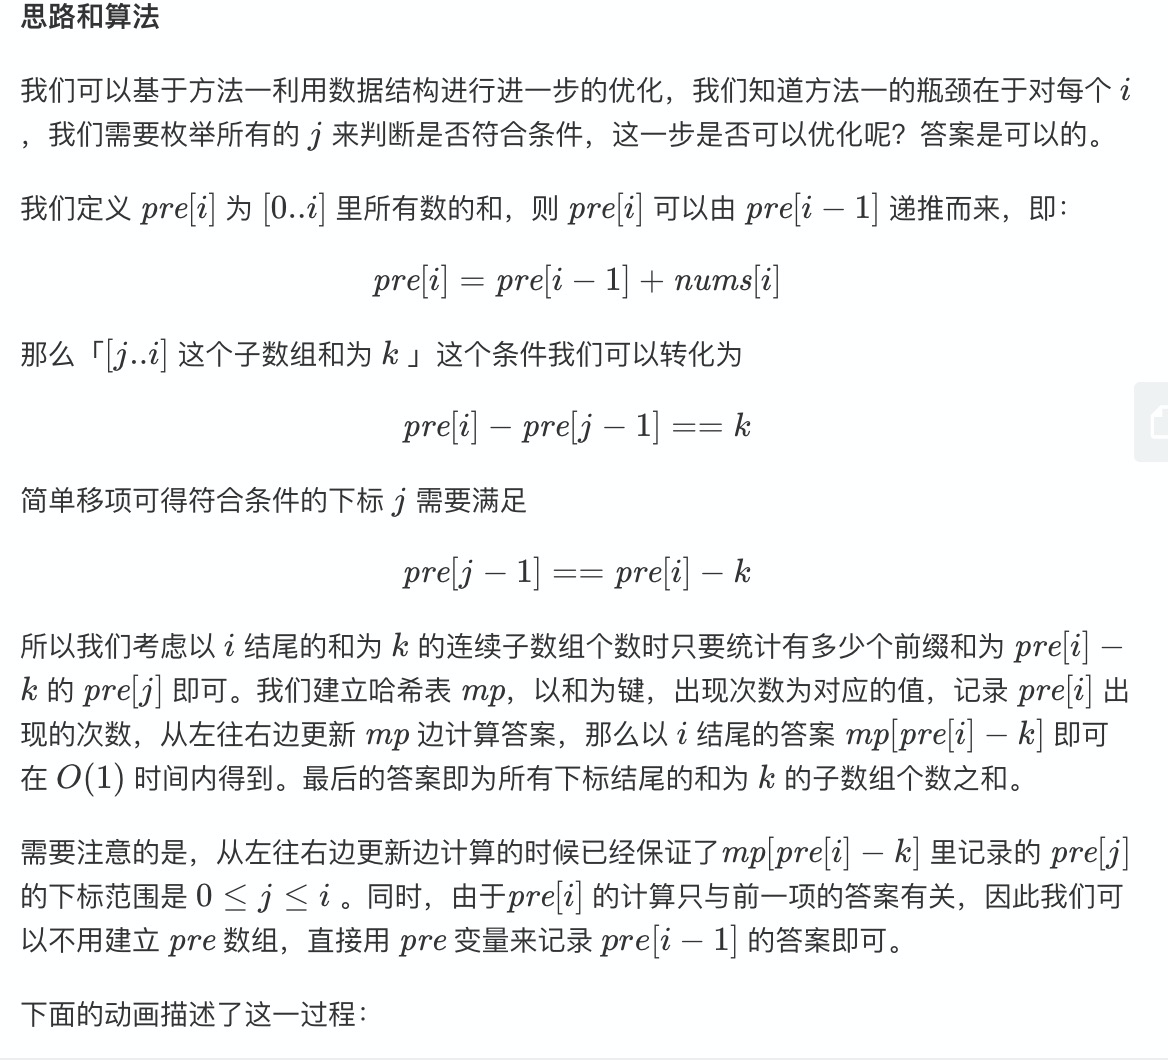 思路和算法
我们可以基于方法一利用数据结构进行进一步的优化，我们知道方法一的瓶颈在于对每个 i
，我们需要枚举所有的 j 来判断是否符合条件，这一步是否可以优化呢？答案是可以的。
我们定义 pre[i] 为 [0..i] 里所有数的和，则 pre[i] 可以由 pre[i − 1] 递推而来，即：
pre[i] = pre[i − 1] + nums[i]
那么「[j..i] 这个子数组和为 k 」这个条件我们可以转化为
pre[i] − pre[j − 1] == k
简单移项可得符合条件的下标 j 需要满足
pre[j − 1] == pre[i] − k
所以我们考虑以 i 结尾的和为 k 的连续子数组个数时只要统计有多少个前缀和为 pre[i] −
k 的 pre[j] 即可。我们建立哈希表 mp，以和为键，出现次数为对应的值，记录 pre[i] 出
现的次数，从左往右边更新 mp 边计算答案，那么以 i 结尾的答案 mp[pre[i] − k] 即可
在 O(1) 时间内得到。最后的答案即为所有下标结尾的和为 k 的子数组个数之和。
需要注意的是，从左往右边更新边计算的时候已经保证了mp[pre[i] − k] 里记录的 pre[j]
的下标范围是 0 ≤ j ≤ i 。同时，由于pre[i] 的计算只与前一项的答案有关，因此我们可
以不用建立 pre 数组，直接用 pre 变量来记录 pre[i − 1] 的答案即可。
下面的动画描述了这一过程：